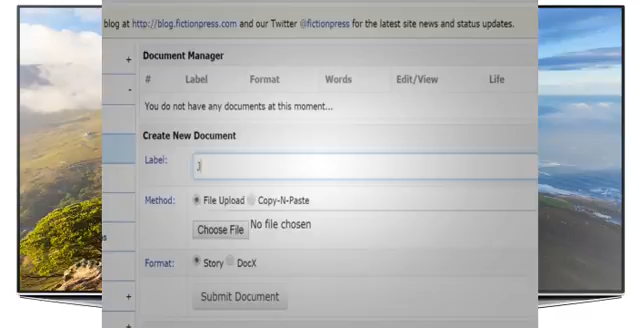 blog at http://blog.fictionpress.com and our Twitter @fictionpress for the latest site news and status updates.
Document Manager
# Label Format Words Edit/View Life
You do not have any documents at this moment...
Create New Document
Label: J
Method: File Upload Copy-N-Paste
Choose File No file chosen
Format: Story DocX
Submit Document